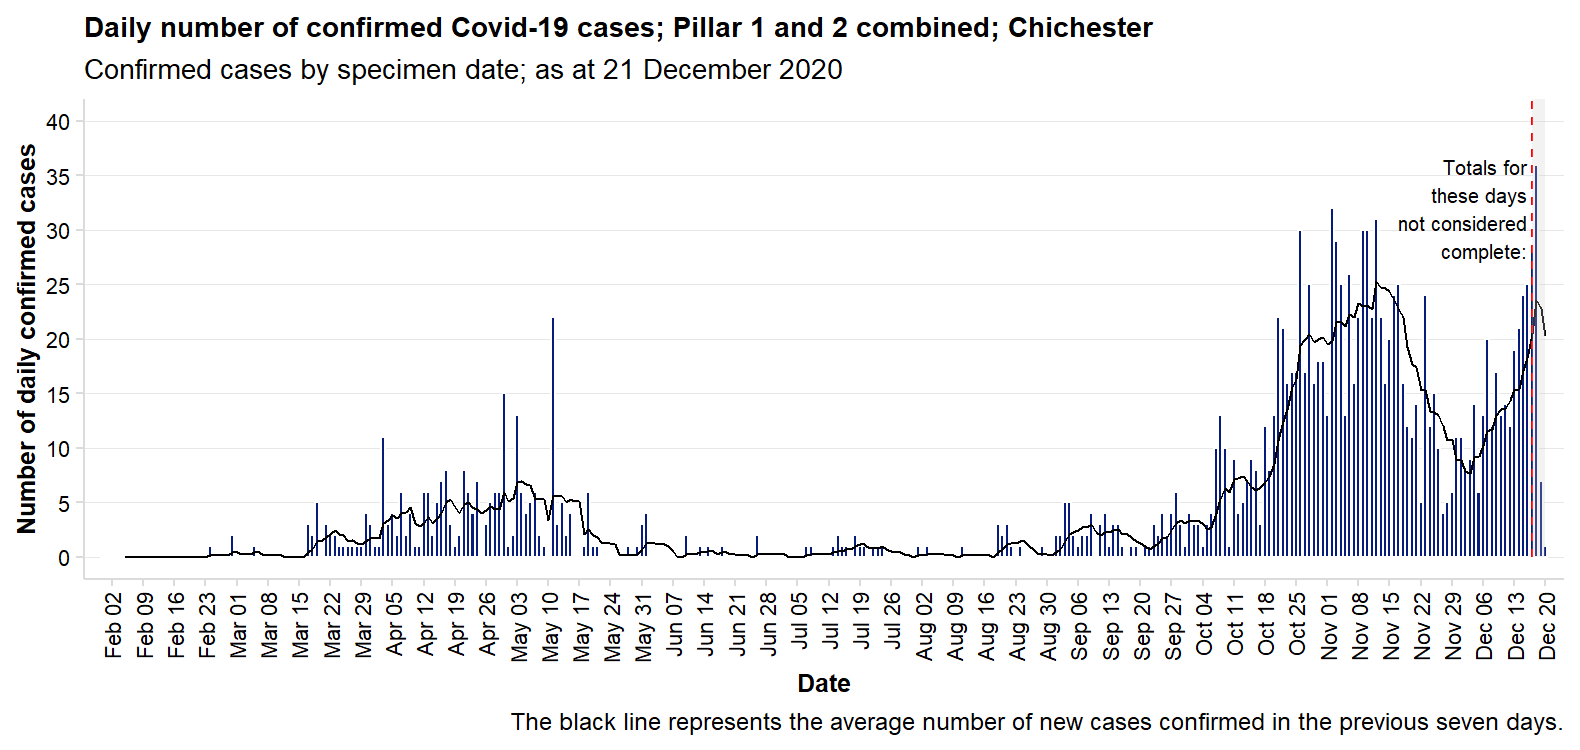 Daily number of confirmed Covid-19 cases; Pillar 1 and 2 combined; Chichester
Confirmed cases by specimen date; as at 21 December 2020
Number of daily confirmed cases
40
35
30
25
20
15
10
5
0
Totals for
these days
not considered
complete:
Feb 02
Feb 09
Feb 16
Feb 23
Mar 01
Mar 08
Mar 15
Mar 22
Mar 29
Apr 05
Apr 12
Apr 19
Apr 26
May 03
May 10
May 17
May 24
May 31
Jun 07
Jun 14
Jun 21
Jun 28
Jul 05
Jul 12
Jul 19
Jul 26
Aug 02
Aug 09
Aug 16
Aug 23
Aug 30
Sep 06
Sep 13
Sep 20
Sep 27
Oct 04
Oct 11
Oct 18
Oct 25
Nov 01
Nov 08
Nov 15
Nov 22
Nov 29
Dec 06
Dec 13
Dec 20
Date
The black line represents the average number of new cases confirmed in the previous seven days.